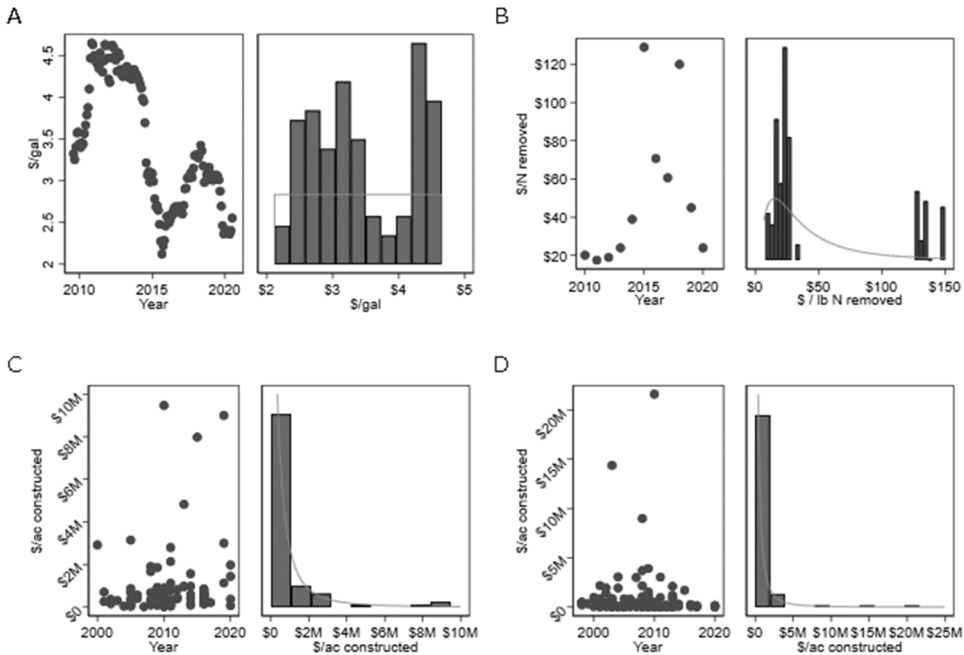 A
$/gal
4.5
4
3.5
3
2.5
2
2010 2015 2020
Year
$2 $3 $4 $5
$/gal
B
$/N removed
$120
$100
$80
$60
$40
$20
2010 2015 2020
Year
$0 $50 $100 $150
$ / lb N removed
C
$/ac constructed
$10M
$8M
$6M
$4M
$2M
$0
2000 2010 2020
Year
$0 $2M $4M $6M $8M $10M
$/ac constructed
D
$/ac constructed
$20M
$15M
$10M
$5M
$0
2000 2010 2020
Year
$0 $5M $10M $15M $20M $25M
$/ac constructed